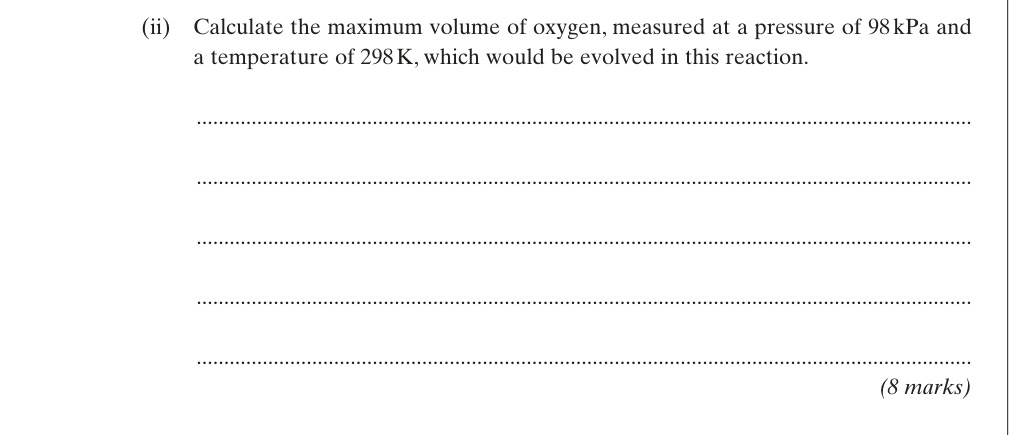 (ii) Calculate the maximum volume of oxygen, measured at a pressure of 98 kPa and
a temperature of 298 K, which would be evolved in this reaction.
(8 marks)